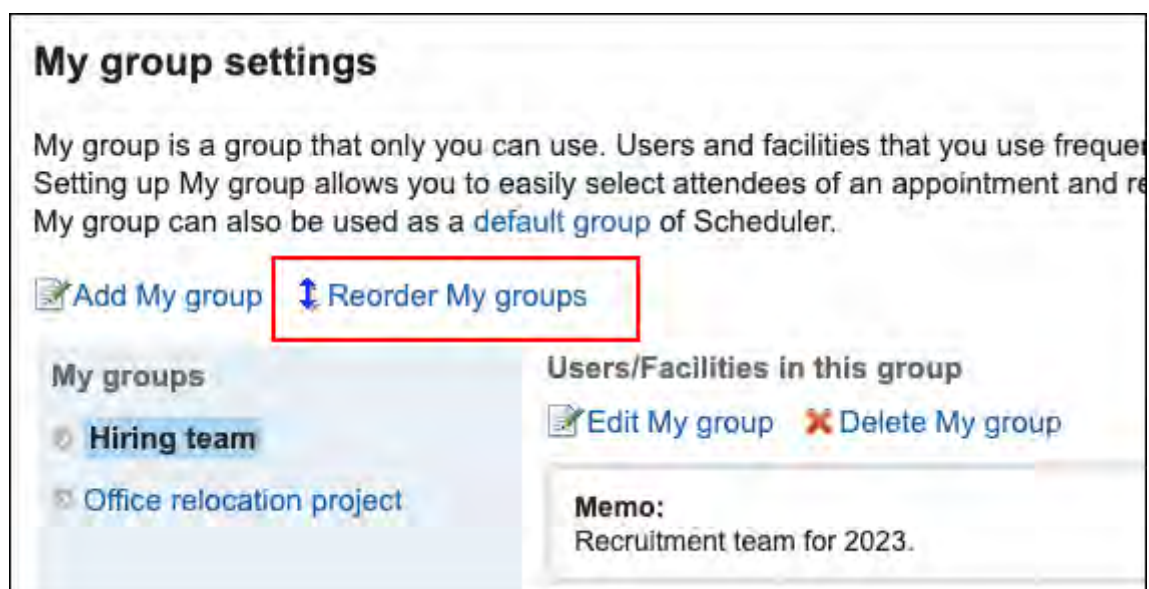 My group settings
My group is a group that only you can use. Users and facilities that you use
Setting up My group allows you to easily select attendees of an appointment and
My group can also be used as a default group of Scheduler.
Add My group Reorder My groups
My groups
Hiring team
Office relocation project
Users/Facilities in this group
Edit My group Delete My group
Memo:
Recruitment team for 2023.